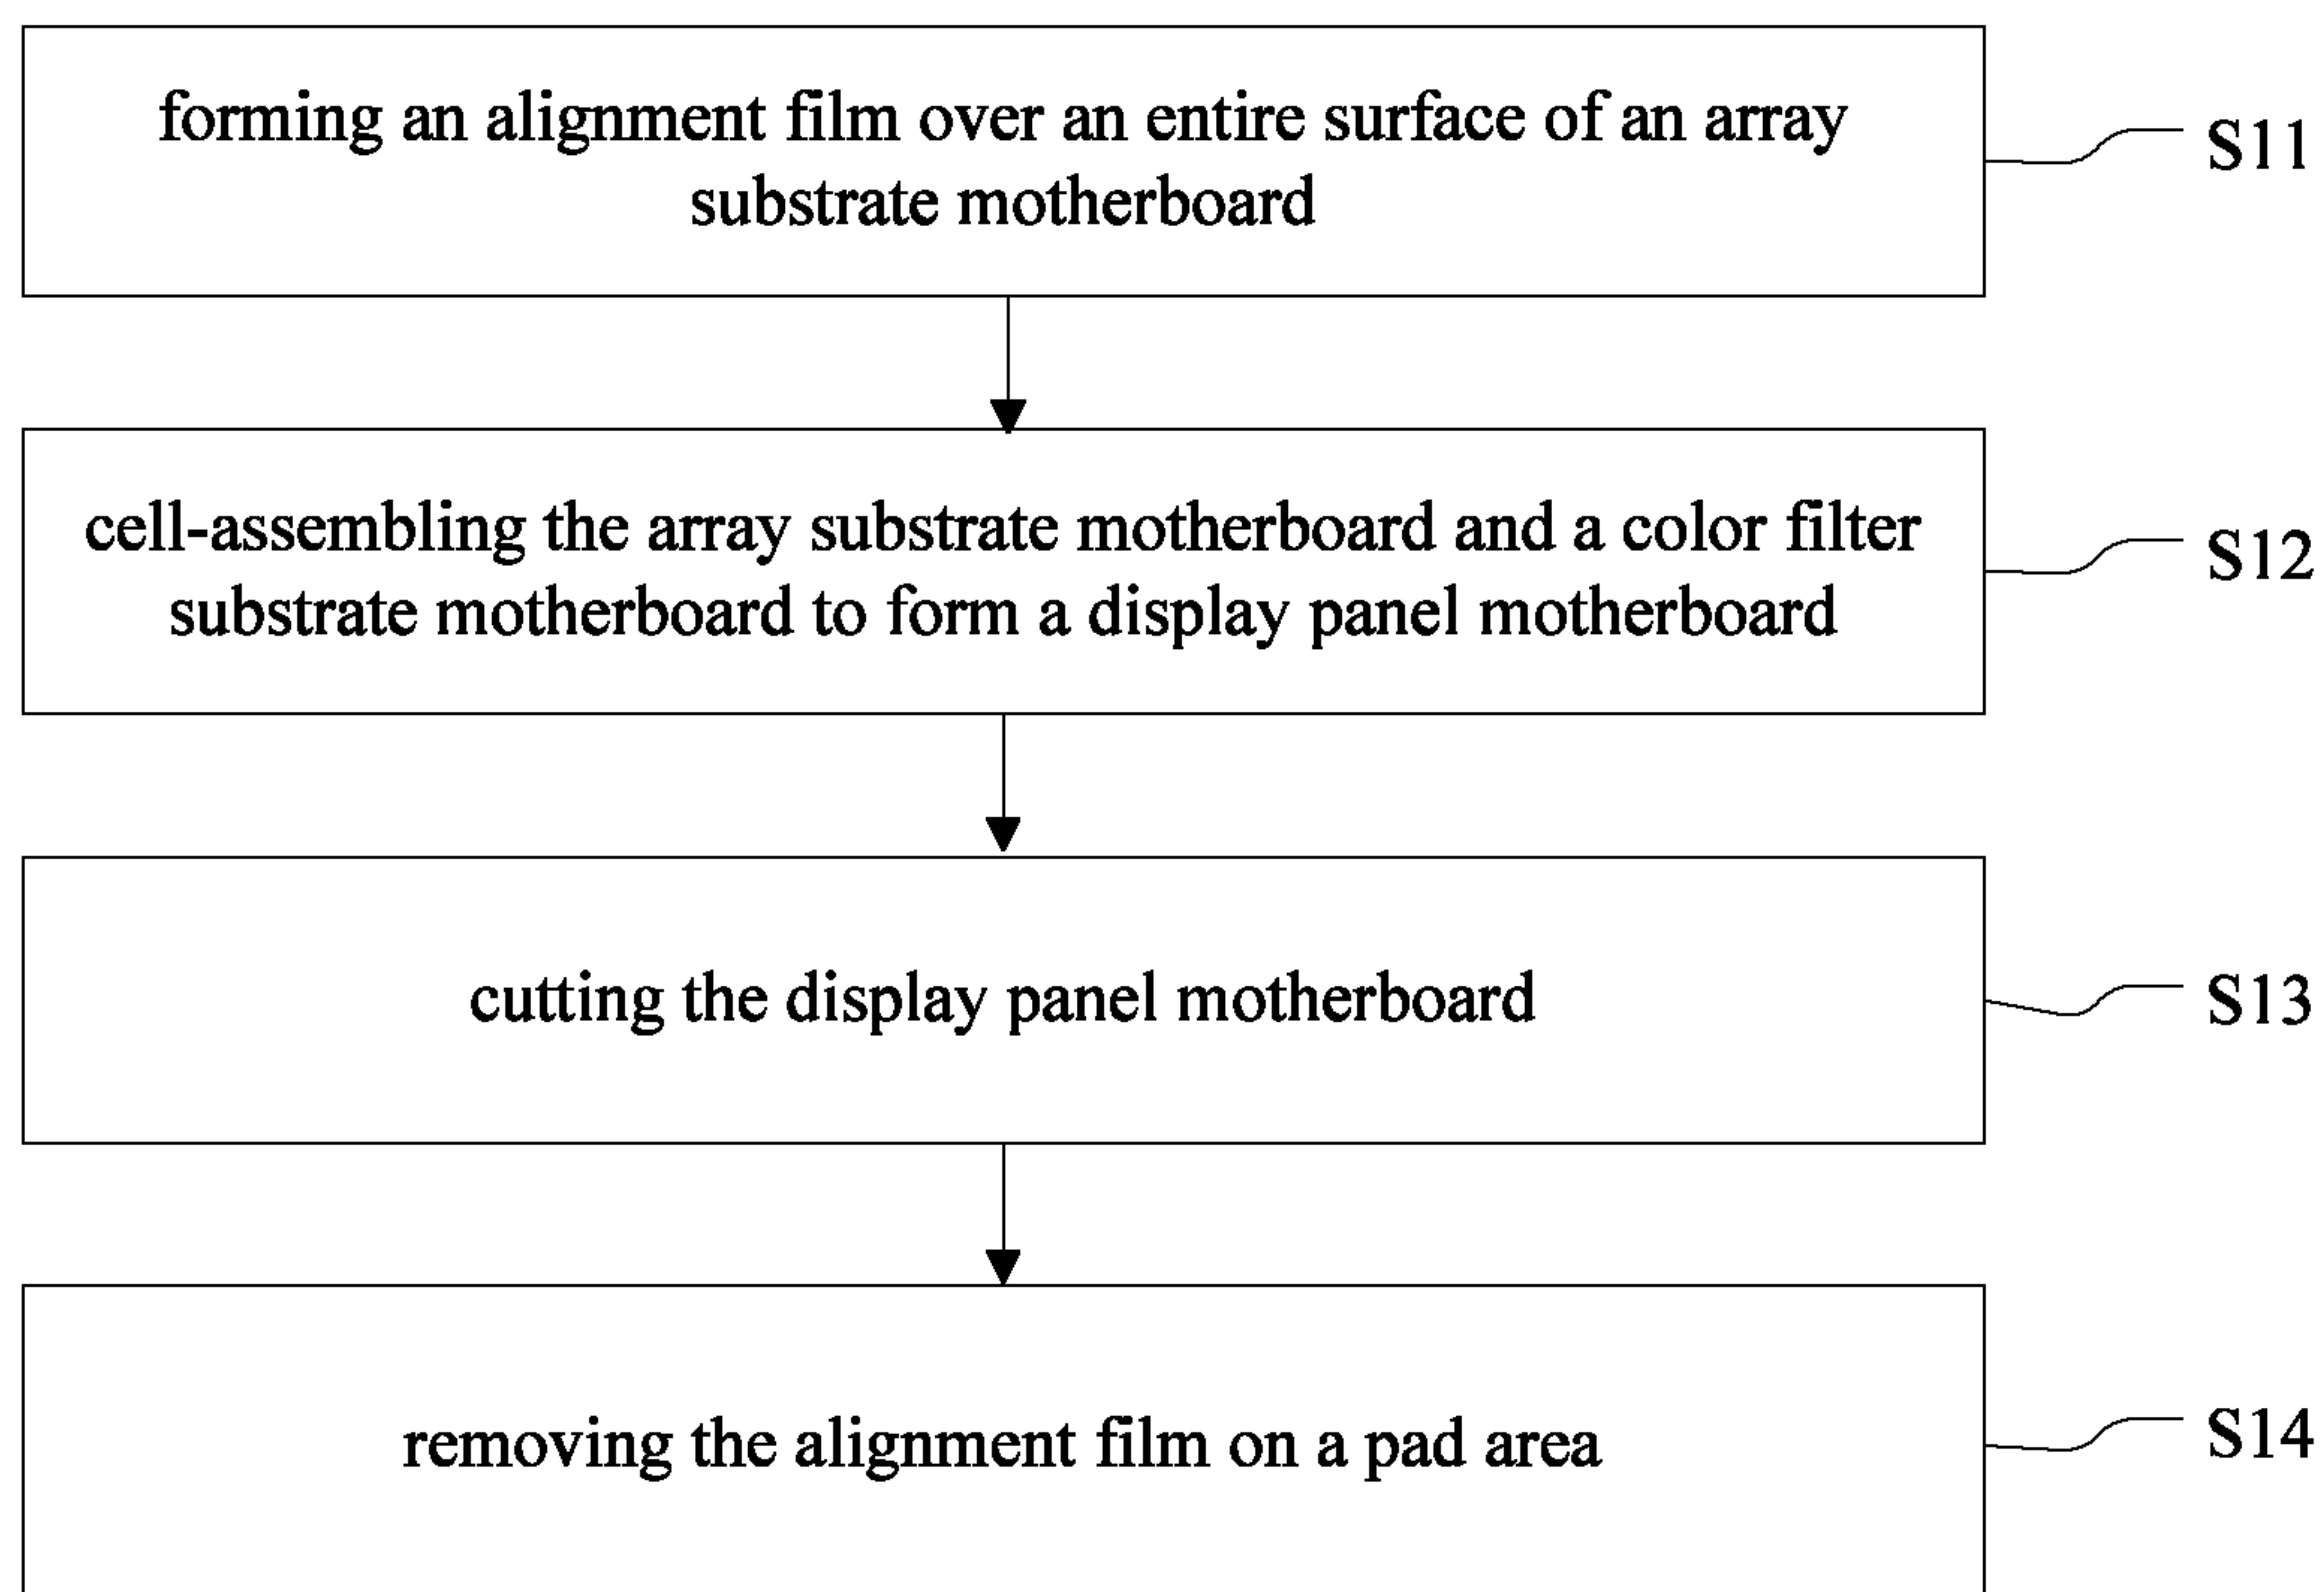 forming an alignment film over an entire surface of an array
substrate motherboard
S11
cell-assembling the array substrate motherboard and a color filter
substrate motherboard to form a display panel motherboard
S12
cutting the display panel motherboard
S13
removing the alignment film on a pad area
S14